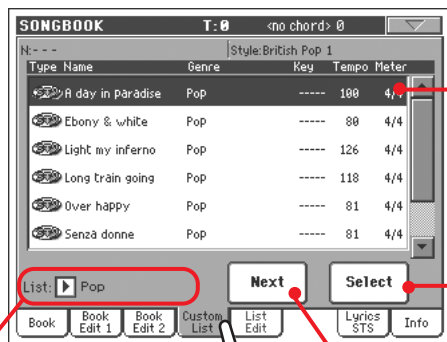 SONGBOOK T:0 <no chord> 0
N:--- Style:British Pop 1
Type Name Genre Key Tempo Meter
A day in paradise Pop ----- 100 4/4
Ebony & white Pop ----- 80 4/4
Light my inferno Pop ----- 126 4/4
Long train going Pop ----- 118 4/4
Over happy Pop ----- 81 4/4
Senza donne Pop ----- 81 4/4
List: Pop Next Select
Book Book Edit 1 Book Edit 2 Custom List List Edit Lyrics STS Info